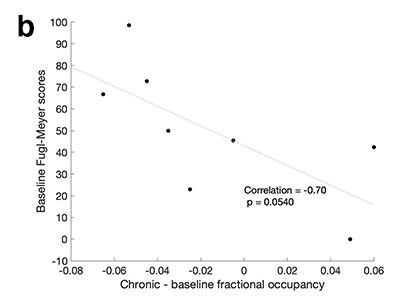 b
100
90
80
70
60
50
40
30
20
10
0
-10
Baseline Fugl-Meyer scores
Correlation = -0.70
p = 0.0540
-0.08 -0.06 -0.04 -0.02 0 0.02 0.04 0.06
Chronic - baseline fractional occupancy